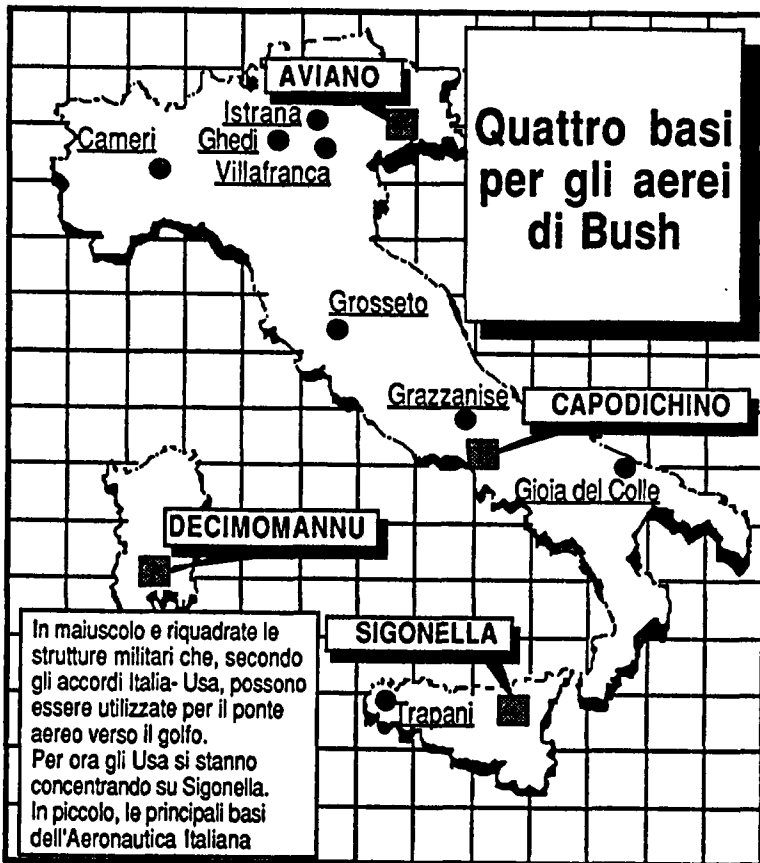 Quattro basi
per gli aerei
di Bush
AVIANO
Istrana
Cameri
Ghedi
Villafranca
Grosseto
Grazzanise
CAPODICHINO
Gioia del Colle
DECIMOMANNU
SIGONELLA
Trapani
In maiuscolo e riquadrate le
strutture militari che, secondo
gli accordi Italia- Usa, possono
essere utilizzate per il ponte
aereo verso il golfo.
Per ora gli Usa si stanno
concentrando su Sigonella.
In piccolo, le principali basi
dell'Aeronautica Italiana